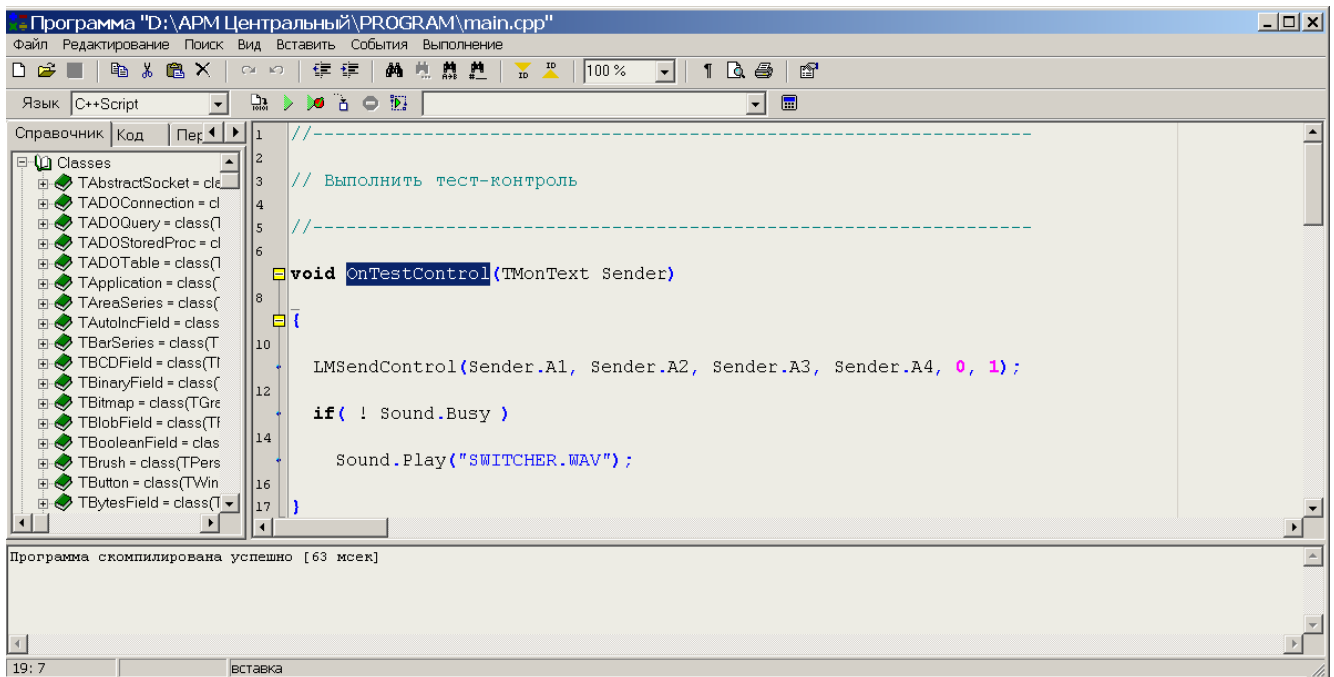 Программа "D:\АРМ Центральный\PROGRAM\main.cpp"
Файл Редактирование Поиск Вид Вставить События Выполнение
100 %
Язык C++Script
Справочник Код Пер
Classes
TAbstractSocket = cla
TADOConnection = cl
TADOQuery = class(T
TADOStoredProc = cl
TADOTable = class(T
TApplication = class(
TAreaSeries = class(
TAutoIncField = class
TBarSeries = class(T
TBCDField = class(TI
TBinaryField = class(
TBitmap = class(TGra
TBlobField = class(TF
TBooleanField = clas
TBrush = class(TPers
TButton = class(TWin
TBytesField = class(T
1 //-----------------------------------------------------------------
2
3 // Выполнить тест-контроль
4
5 //-----------------------------------------------------------------
6
void OnTestControl(TMonText Sender)
8
{
10
LMSendControl(Sender.A1, Sender.A2, Sender.A3, Sender.A4, 0, 1);
12
if( ! Sound.Busy )
14
Sound.Play("SWITCHER.WAV");
16
17 }
Программа скомпилирована успешно [63 мсек]
19: 7 вставка